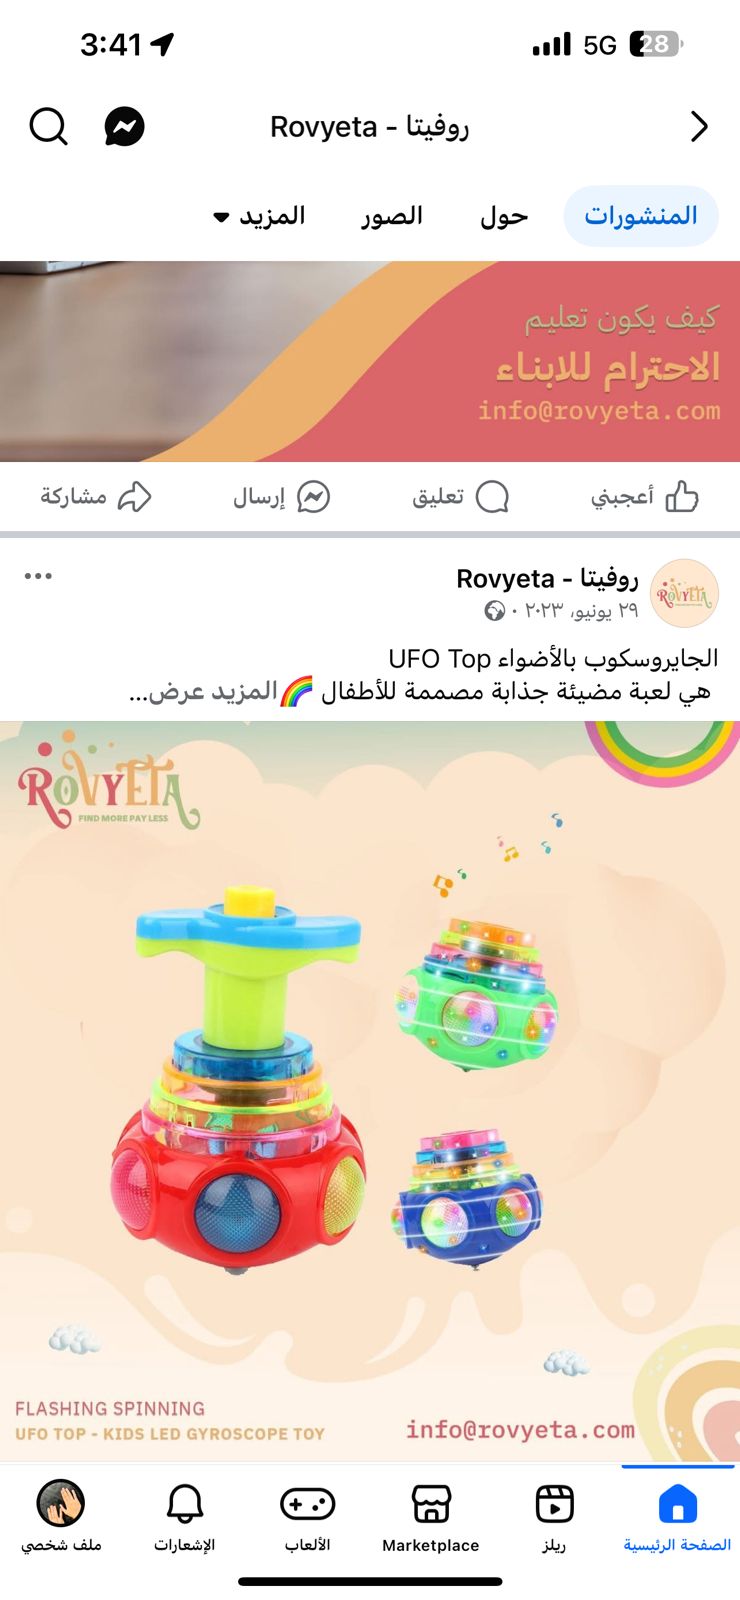 3:41
5G 28
روفيتا - Rovyeta
المنشورات
حول
الصور
المزيد
كيف يكون تعليم
الاحترام للابناء
info@rovyeta.com
أعجبني
تعليق
إرسال
مشاركة
روفيتا - Rovyeta
٢٩ يونيو، ٢٠٢٣ ·
ROVYETA
الجايروسكوب بالأضواء UFO Top
هي لعبة مضيئة جذابة مصممة للأطفال 🌈المزيد عرض...
ROVYETA
FIND MORE PAY LESS
FLASHING SPINNING
UFO TOP - KIDS LED GYROSCOPE TOY
info@rovyeta.com
الصفحة الرئيسية
ريلز
Marketplace
الألعاب
الإشعارات
ملف شخصي